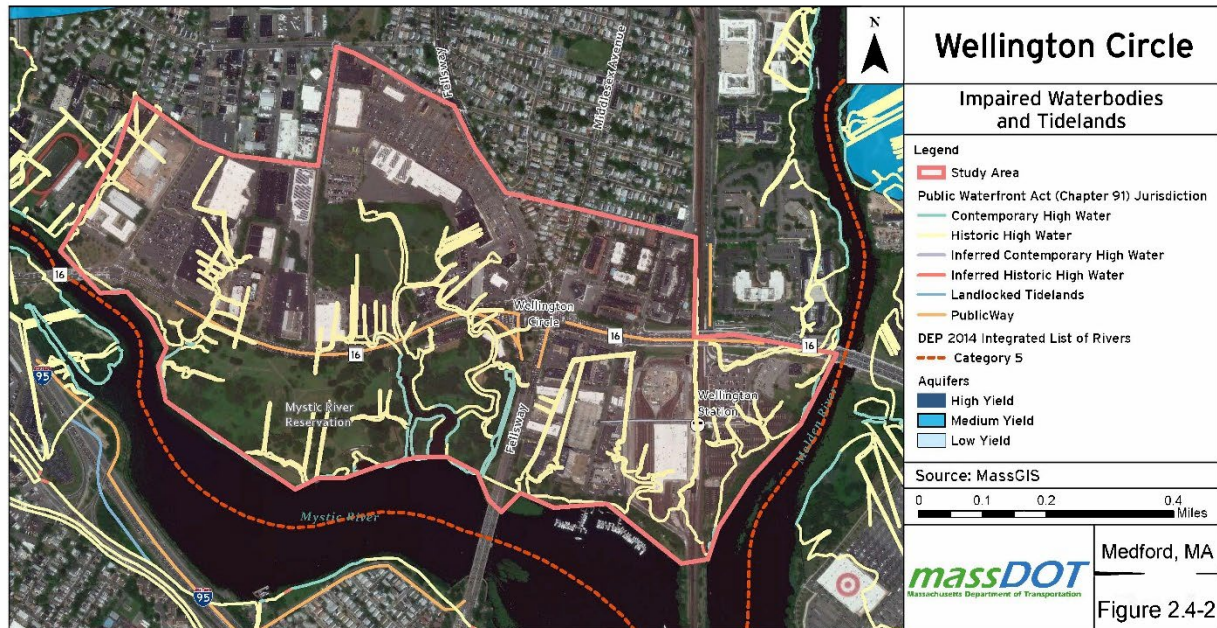 Fellsway
Middlesex Avenue
16
Wellington
Circle
16
16
16
95
Mystic River
Reservation
Fellsway
Wellington
Station
Malden River
Mystic River
95
N
Wellington Circle
Impaired Waterbodies
and Tidelands
Legend
Study Area
Public Waterfront Act (Chapter 91) Jurisdiction
Contemporary High Water
Historic High Water
Inferred Contemporary High Water
Inferred Historic High Water
Landlocked Tidelands
PublicWay
DEP 2014 Integrated List of Rivers
Category 5
Aquifers
High Yield
Medium Yield
Low Yield
Source: MassGIS
0 0.1 0.2 0.4
Miles
massDOT
Massachusetts Department of Transportation
Medford, MA
Figure 2.4-2